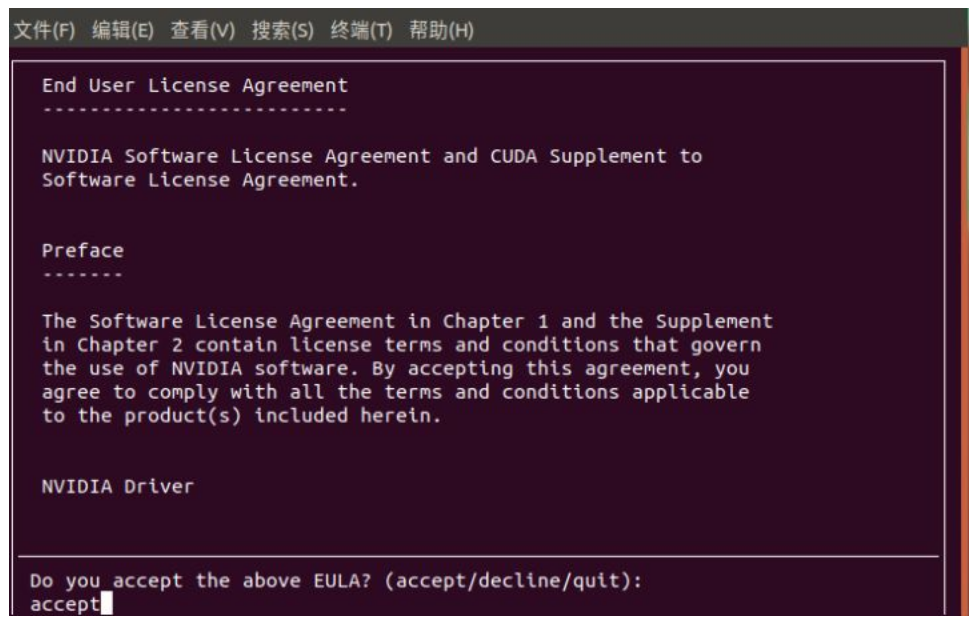 文件(F) 编辑(E) 查看(V) 搜索(S) 终端(T) 帮助(H)
End User License Agreement
--------------------------
NVIDIA Software License Agreement and CUDA Supplement to
Software License Agreement.
Preface
-------
The Software License Agreement in Chapter 1 and the Supplement
in Chapter 2 contain license terms and conditions that govern
the use of NVIDIA software. By accepting this agreement, you
agree to comply with all the terms and conditions applicable
to the product(s) included herein.
NVIDIA Driver
Do you accept the above EULA? (accept/decline/quit):
accept